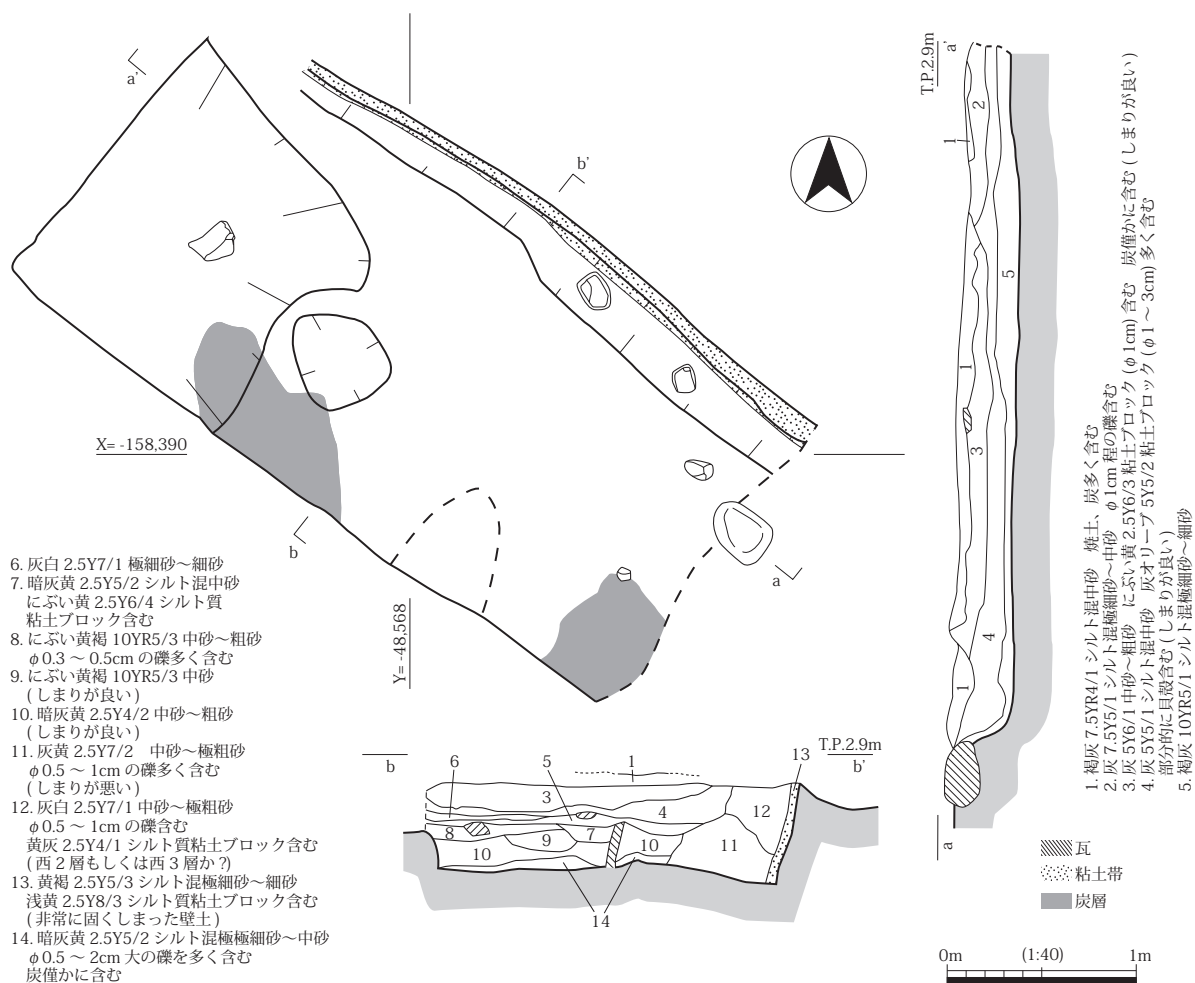 a'
b'
X= -158,390
b
a
Y= -48,568
6. 灰白 2.5Y7/1 極細砂～細砂
7. 暗灰黄 2.5Y5/2 シルト混中砂
にぶい黄 2.5Y6/4 シルト質
粘土ブロック含む
8. にぶい黄褐 10YR5/3 中砂～粗砂
φ0.3 ～ 0.5cm の礫多く含む
9. にぶい黄褐 10YR5/3 中砂
(しまりが良い)
10. 暗灰黄 2.5Y4/2 中砂～粗砂
(しまりが良い)
11. 灰黄 2.5Y7/2　中砂～極粗砂
φ0.5 ～ 1cm の礫多く含む
(しまりが悪い)
12. 灰白 2.5Y7/1 中砂～極粗砂
φ0.5 ～ 1cm の礫含む
黄灰 2.5Y4/1 シルト質粘土ブロック含む
(西 2 層もしくは西 3 層か?)
13. 黄褐 2.5Y5/3 シルト混極細砂～細砂
浅黄 2.5Y8/3 シルト質粘土ブロック含む
(非常に固くしまった壁土)
14. 暗灰黄 2.5Y5/2 シルト混極極細砂～中砂
φ0.5 ～ 2cm 大の礫を多く含む
炭僅かに含む
b
6
5
1
T.P.2.9m
b'
13
3
4
12
8
7
9
10
10
11
14
T.P.2.9m
a'
2
1
5
1
3
4
1
a
1. 褐灰 7.5YR4/1 シルト混中砂　焼土、炭多く含む
2. 灰 7.5Y5/1 シルト混極細砂～中砂　φ1cm 程の礫含む
3. 灰 5Y6/1 中砂～粗砂　にぶい黄 2.5Y6/3 粘土ブロック (φ1cm) 含む　炭僅かに含む (しまりが良い)
4. 灰 5Y5/1 シルト混中砂　灰オリーブ 5Y5/2 粘土ブロック (φ1 ～ 3cm) 多く含む
部分的に貝殻含む (しまりが良い)
5. 褐灰 10YR5/1 シルト混極細砂～細砂
瓦
粘土帯
炭層
0m
(1:40)
1m